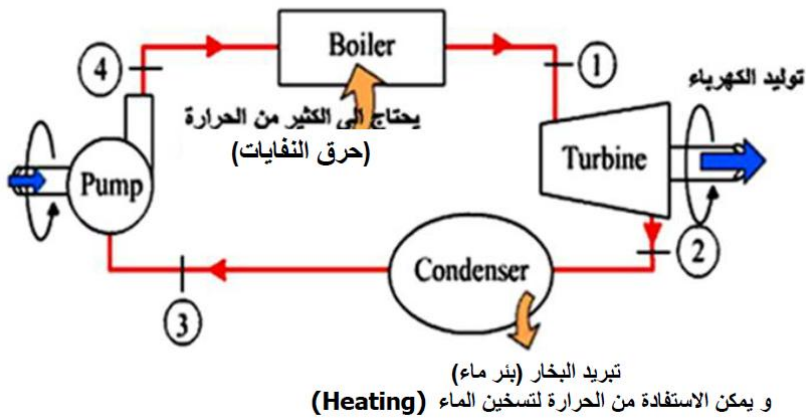 Boiler
4
1
توليد الكهرباء
يحتاج الى الكثير من الحرارة
(حرق النفايات)
Turbine
Pump
2
Condenser
3
تبريد البخار (بئر ماء)
و يمكن الاستفادة من الحرارة لتسخين الماء (Heating)